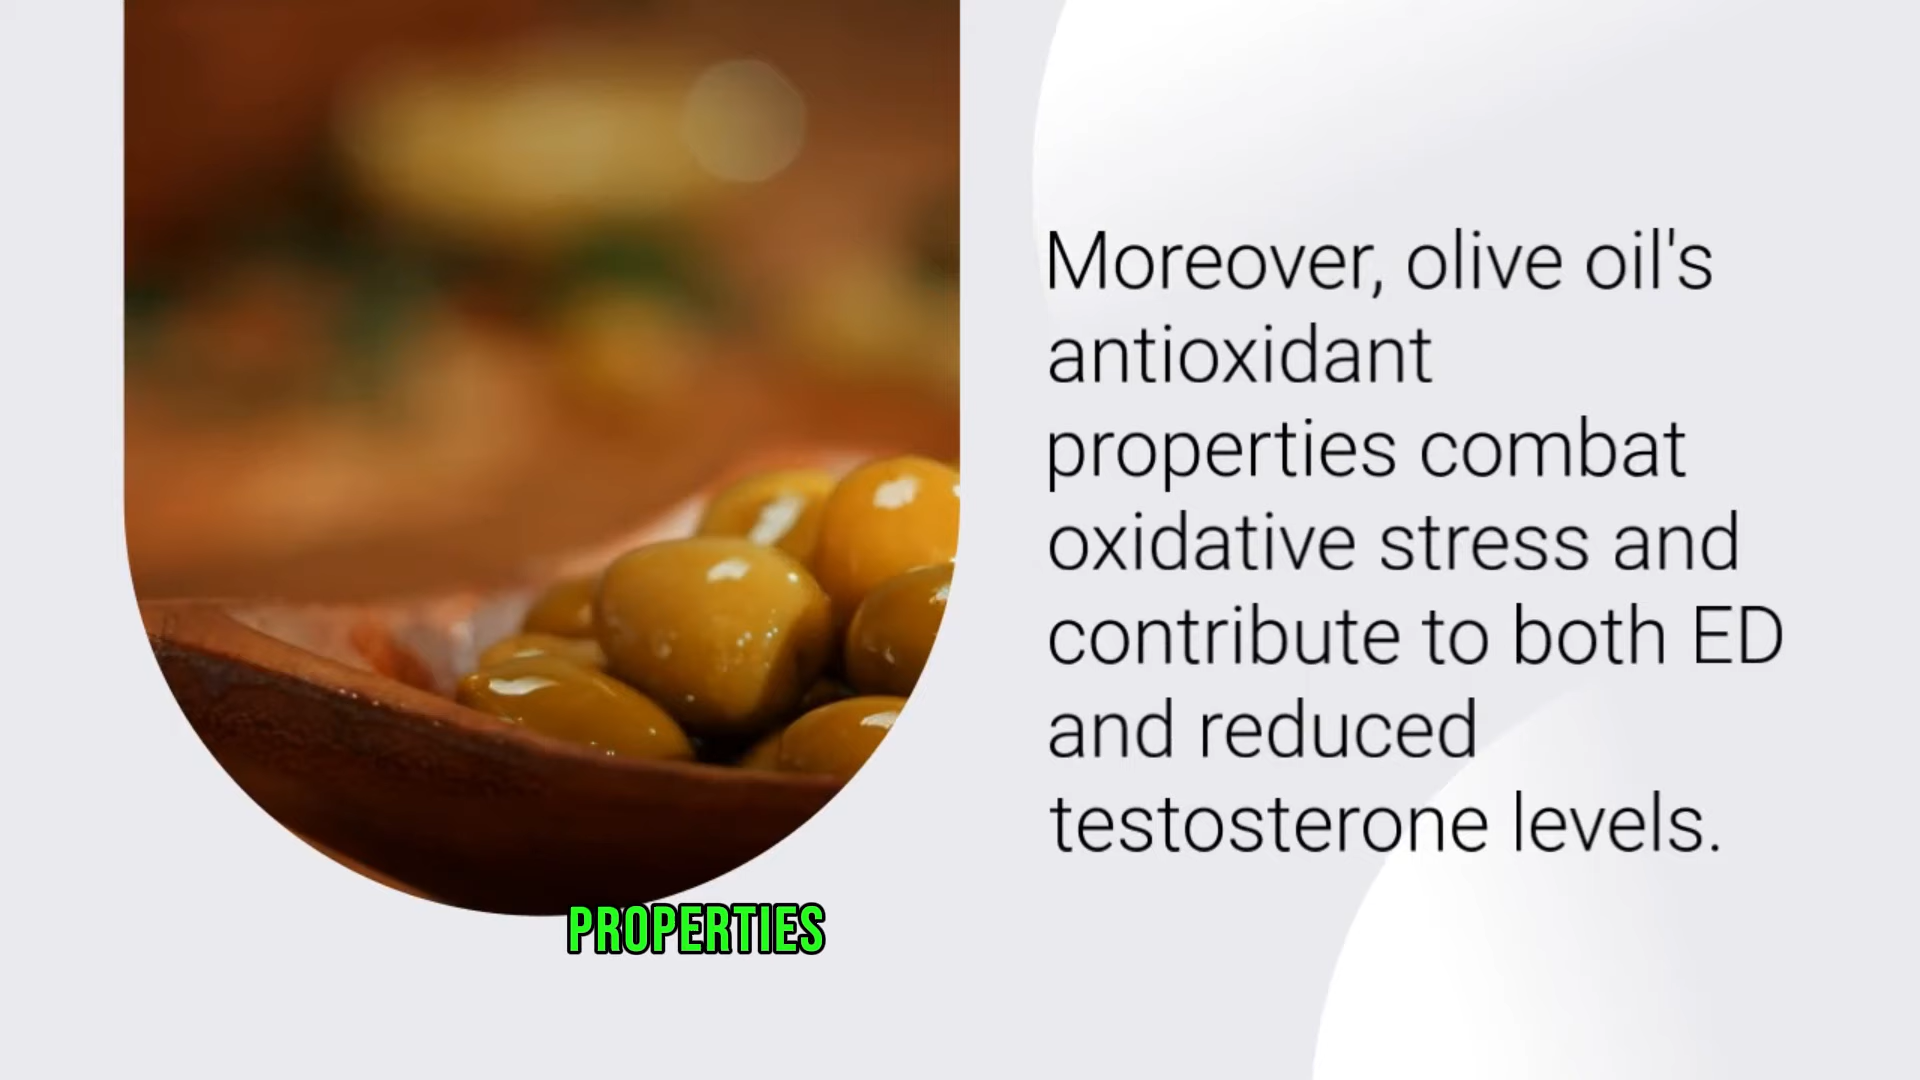 Moreover, olive oil's
antioxidant
properties combat
oxidative stress and
contribute to both ED
and reduced
testosterone levels.
PROPERTIES